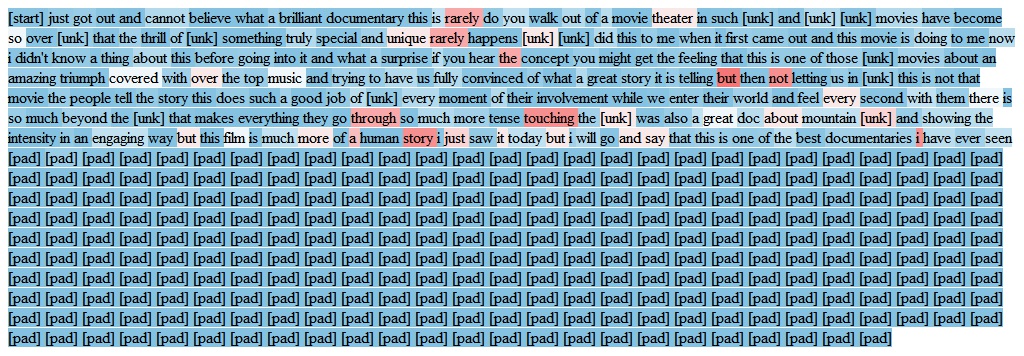 [start] just got out and cannot believe what a brilliant documentary this is rarely do you walk out of a movie theater in such [unk] and [unk] [unk] movies have become
so over [unk] that the thrill of [unk] something truly special and unique rarely happens [unk] [unk] did this to me when it first came out and this movie is doing to me now
i didn't know a thing about this before going into it and what a surprise if you hear the concept you might get the feeling that this is one of those [unk] movies about an
amazing triumph covered with over the top music and trying to have us fully convinced of what a great story it is telling but then not letting us in [unk] this is not that
movie the people tell the story this does such a good job of [unk] every moment of their involvement while we enter their world and feel every second with them there is
so much beyond the [unk] that makes everything they go through so much more tense touching the [unk] was also a great doc about mountain [unk] and showing the
intensity in an engaging way but this film is much more of a human story i just saw it today but i will go and say that this is one of the best documentaries i have ever seen
[pad] [pad] [pad] [pad] [pad] [pad] [pad] [pad] [pad] [pad] [pad] [pad] [pad] [pad] [pad] [pad] [pad] [pad] [pad] [pad] [pad] [pad] [pad] [pad] [pad] [pad] [pad]
[pad] [pad] [pad] [pad] [pad] [pad] [pad] [pad] [pad] [pad] [pad] [pad] [pad] [pad] [pad] [pad] [pad] [pad] [pad] [pad] [pad] [pad] [pad] [pad] [pad] [pad] [pad]
[pad] [pad] [pad] [pad] [pad] [pad] [pad] [pad] [pad] [pad] [pad] [pad] [pad] [pad] [pad] [pad] [pad] [pad] [pad] [pad] [pad] [pad] [pad] [pad] [pad] [pad] [pad]
[pad] [pad] [pad] [pad] [pad] [pad] [pad] [pad] [pad] [pad] [pad] [pad] [pad] [pad] [pad] [pad] [pad] [pad] [pad] [pad] [pad] [pad] [pad] [pad] [pad] [pad] [pad]
[pad] [pad] [pad] [pad] [pad] [pad] [pad] [pad] [pad] [pad] [pad] [pad] [pad] [pad] [pad] [pad] [pad] [pad] [pad] [pad] [pad] [pad] [pad] [pad] [pad] [pad] [pad]
[pad] [pad] [pad] [pad] [pad] [pad] [pad] [pad] [pad] [pad] [pad] [pad] [pad] [pad] [pad] [pad] [pad] [pad] [pad] [pad] [pad] [pad] [pad] [pad] [pad] [pad] [pad]
[pad] [pad] [pad] [pad] [pad] [pad] [pad] [pad] [pad] [pad] [pad] [pad] [pad] [pad] [pad] [pad] [pad] [pad] [pad] [pad] [pad] [pad] [pad] [pad] [pad] [pad] [pad]
[pad] [pad] [pad] [pad] [pad] [pad] [pad] [pad] [pad] [pad] [pad] [pad] [pad] [pad] [pad] [pad] [pad] [pad] [pad] [pad] [pad] [pad] [pad] [pad] [pad] [pad] [pad]
[pad] [pad] [pad] [pad] [pad] [pad] [pad] [pad] [pad] [pad] [pad] [pad] [pad] [pad] [pad] [pad] [pad] [pad] [pad] [pad] [pad] [pad] [pad] [pad] [pad] [pad] [pad]
[pad] [pad] [pad] [pad] [pad] [pad] [pad] [pad] [pad] [pad] [pad] [pad] [pad] [pad] [pad] [pad] [pad] [pad] [pad] [pad] [pad] [pad] [pad] [pad]